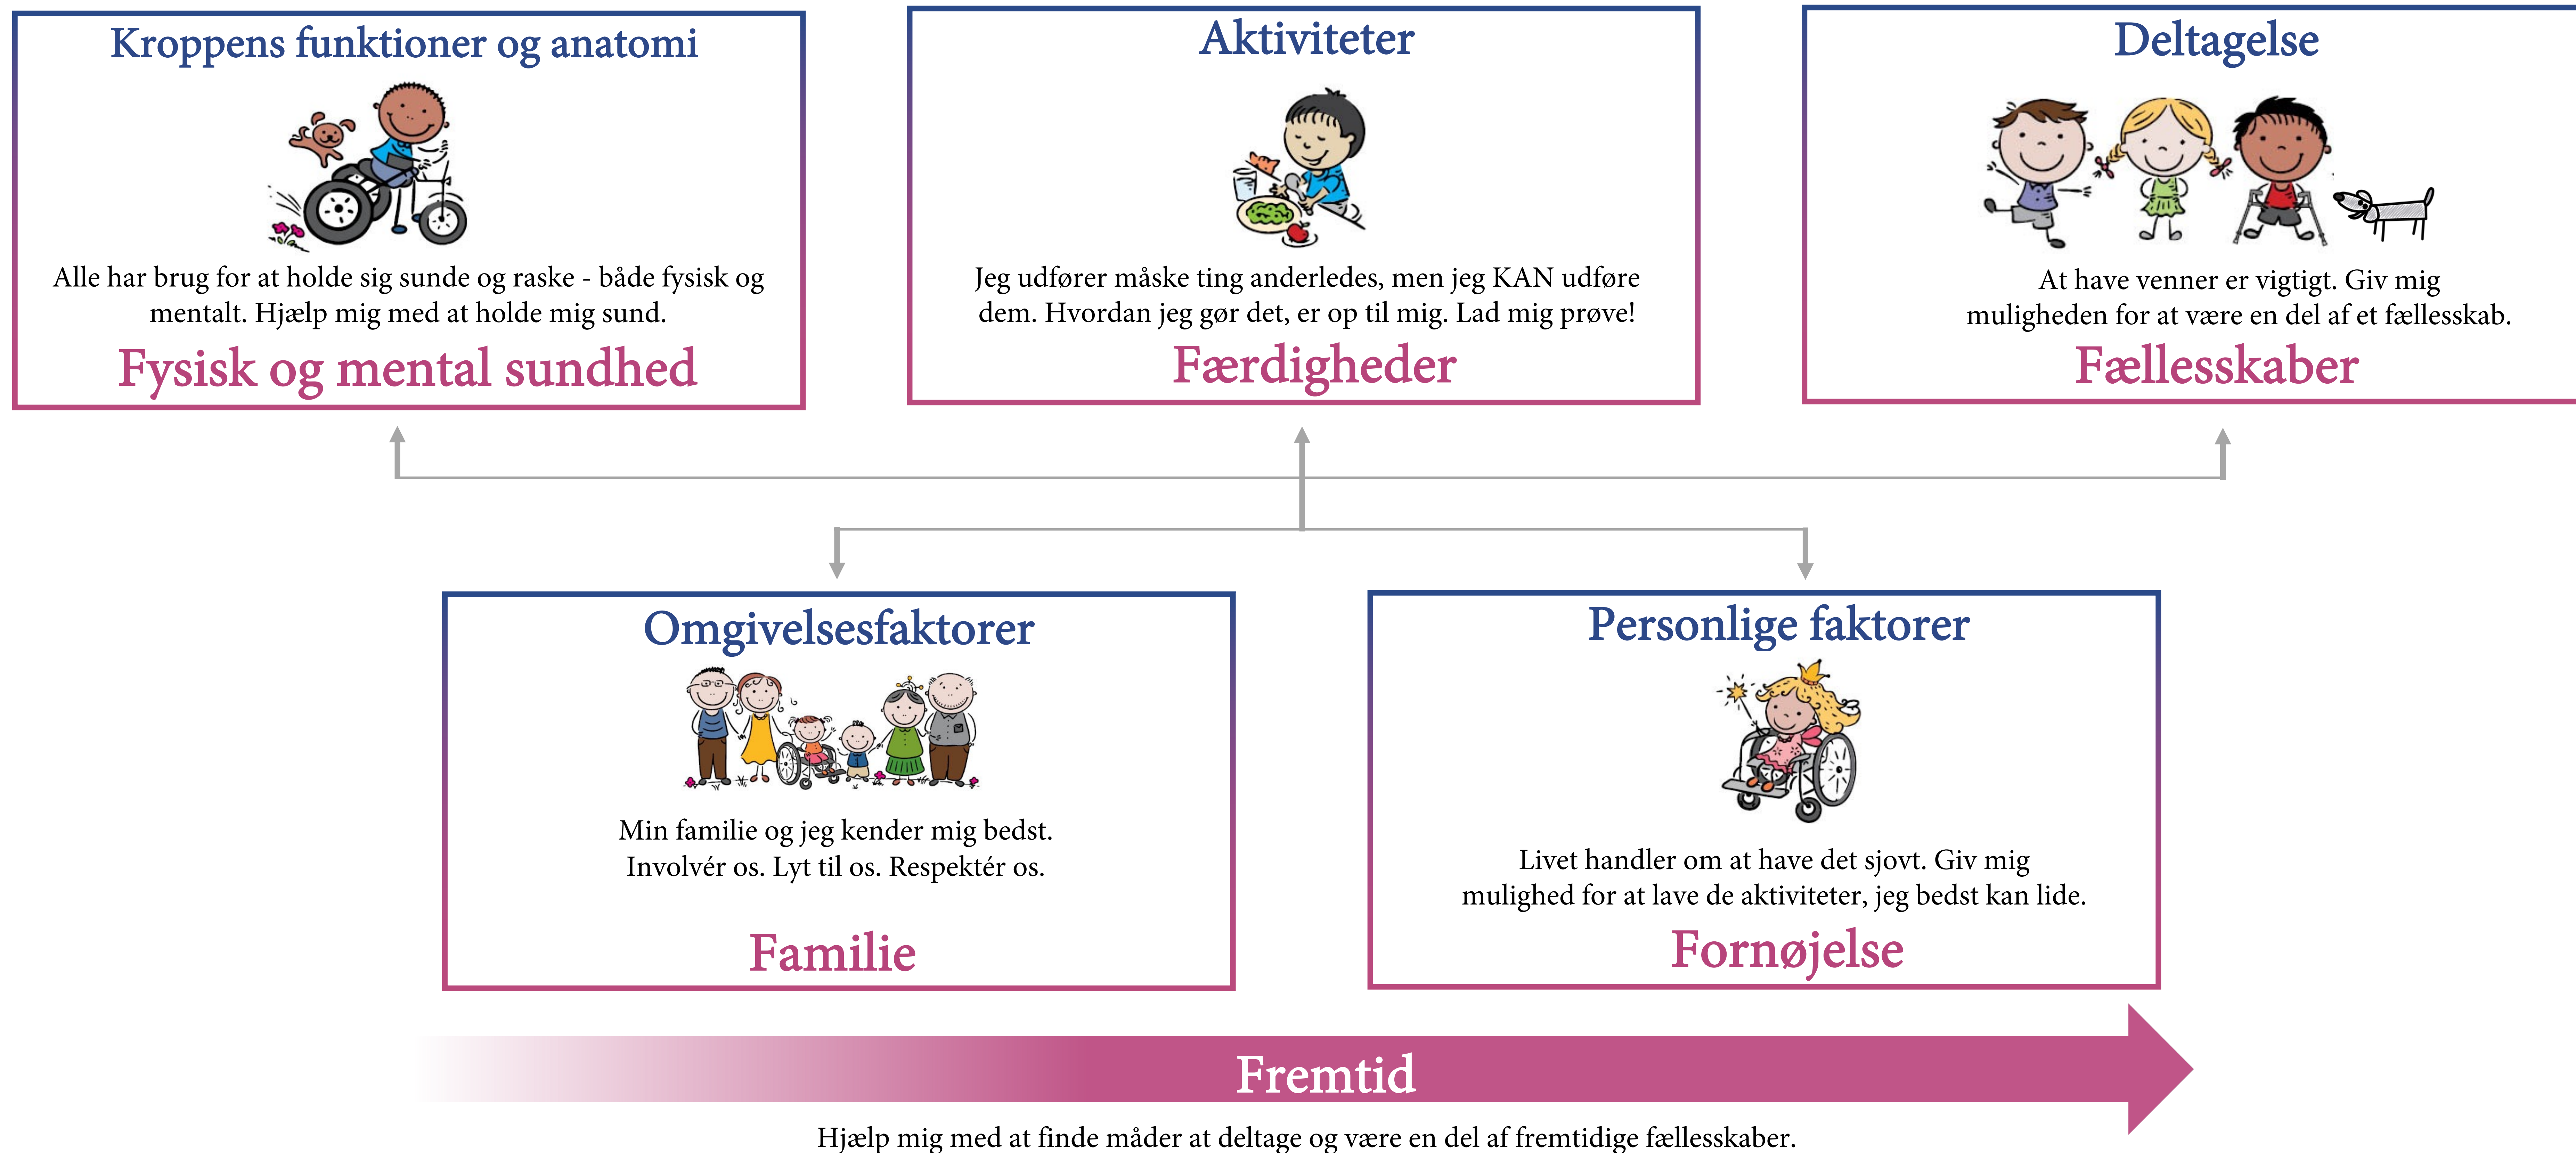 Kroppens funktioner og anatomi
Alle har brug for at holde sig sunde og raske - både fysisk og
mentalt. Hjælp mig med at holde mig sund.
Fysisk og mental sundhed
Aktiviteter
Jeg udfører måske ting anderledes, men jeg KAN udføre
dem. Hvordan jeg gør det, er op til mig. Lad mig prøve!
Færdigheder
Deltagelse
At have venner er vigtigt. Giv mig
muligheden for at være en del af et fællesskab.
Fællesskaber
Omgivelsesfaktorer
Min familie og jeg kender mig bedst.
Involvér os. Lyt til os. Respektér os.
Familie
Personlige faktorer
Livet handler om at have det sjovt. Giv mig
mulighed for at lave de aktiviteter, jeg bedst kan lide.
Fornøjelse
Fremtid
Hjælp mig med at finde måder at deltage og være en del af fremtidige fællesskaber.